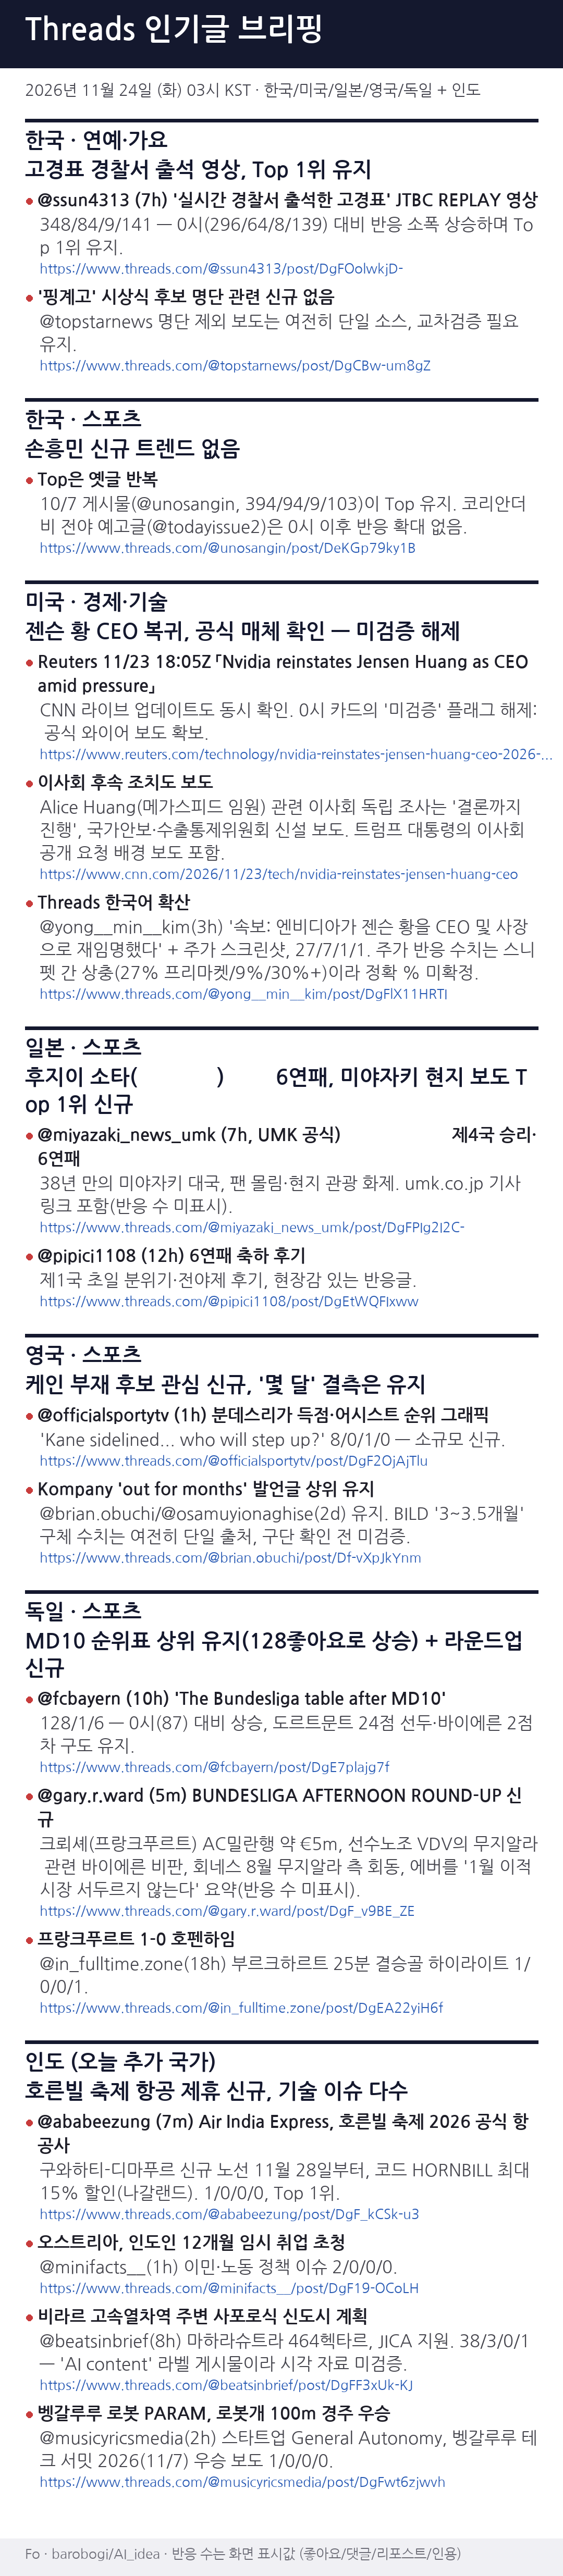 Threads 인기글 브리핑
2026년 11월 24일 (화) 03시 KST · 한국/미국/일본/영국/독일 + 인도
한국 · 연예·가요
고경표 경찰서 출석 영상, Top 1위 유지
@ssun4313 (7h) '실시간 경찰서 출석한 고경표' JTBC REPLAY 영상
348/84/9/141 — 0시(296/64/8/139) 대비 반응 소폭 상승하며 To
p 1위 유지.
https://www.threads.com/@ssun4313/post/DgFOolwkjD-
'핑계고' 시상식 후보 명단 관련 신규 없음
@topstarnews 명단 제외 보도는 여전히 단일 소스, 교차검증 필요
유지.
https://www.threads.com/@topstarnews/post/DgCBw-um8gZ
한국 · 스포츠
손흥민 신규 트렌드 없음
Top은 옛글 반복
10/7 게시물(@unosangin, 394/94/9/103)이 Top 유지. 코리안더
비 전야 예고글(@todayissue2)은 0시 이후 반응 확대 없음.
https://www.threads.com/@unosangin/post/DeKGp79ky1B
미국 · 경제·기술
젠슨 황 CEO 복귀, 공식 매체 확인 — 미검증 해제
Reuters 11/23 18:05Z「Nvidia reinstates Jensen Huang as CEO
amid pressure」
CNN 라이브 업데이트도 동시 확인. 0시 카드의 '미검증' 플래그 해제:
공식 와이어 보도 확보.
https://www.reuters.com/technology/nvidia-reinstates-jensen-huang-ceo-2026-...
이사회 후속 조치도 보도
Alice Huang(메가스피드 임원) 관련 이사회 독립 조사는 '결론까지
진행', 국가안보·수출통제위원회 신설 보도. 트럼프 대통령의 이사회
공개 요청 배경 보도 포함.
https://www.cnn.com/2026/11/23/tech/nvidia-reinstates-jensen-huang-ceo
Threads 한국어 확산
@yong__min__kim(3h) '속보: 엔비디아가 젠슨 황을 CEO 및 사장
으로 재임명했다' + 주가 스크린샷, 27/7/1/1. 주가 반응 수치는 스니
펫 간 상충(27% 프리마켓/9%/30%+)이라 정확 % 미확정.
https://www.threads.com/@yong__min__kim/post/DgFlX11HRTI
일본 · 스포츠
후지이 소타( ) 6연패, 미야자키 현지 보도 T
op 1위 신규
@miyazaki_news_umk (7h, UMK 공식) 제4국 승리·
6연패
38년 만의 미야자키 대국, 팬 몰림·현지 관광 화제. umk.co.jp 기사
링크 포함(반응 수 미표시).
https://www.threads.com/@miyazaki_news_umk/post/DgFPIg2I2C-
@pipici1108 (12h) 6연패 축하 후기
제1국 초일 분위기·전야제 후기, 현장감 있는 반응글.
https://www.threads.com/@pipici1108/post/DgEtWQFIxww
영국 · 스포츠
케인 부재 후보 관심 신규, '몇 달' 결측은 유지
@officialsportytv (1h) 분데스리가 득점·어시스트 순위 그래픽
'Kane sidelined... who will step up?' 8/0/1/0 — 소규모 신규.
https://www.threads.com/@officialsportytv/post/DgF2OjAjTlu
Kompany 'out for months' 발언글 상위 유지
@brian.obuchi/@osamuyionaghise(2d) 유지. BILD '3~3.5개월'
구체 수치는 여전히 단일 출처, 구단 확인 전 미검증.
https://www.threads.com/@brian.obuchi/post/Df-vXpJkYnm
독일 · 스포츠
MD10 순위표 상위 유지(128좋아요로 상승) + 라운드업
신규
@fcbayern (10h) 'The Bundesliga table after MD10'
128/1/6 — 0시(87) 대비 상승, 도르트문트 24점 선두·바이에른 2점
차 구도 유지.
https://www.threads.com/@fcbayern/post/DgE7plajg7f
@gary.r.ward (5m) BUNDESLIGA AFTERNOON ROUND-UP 신
규
크뢰셰(프랑크푸르트) AC밀란행 약 €5m, 선수노조 VDV의 무지알라
관련 바이에른 비판, 회네스 8월 무지알라 측 회동, 에버를 '1월 이적
시장 서두르지 않는다' 요약(반응 수 미표시).
https://www.threads.com/@gary.r.ward/post/DgF_v9BE_ZE
프랑크푸르트 1-0 호펜하임
@in_fulltime.zone(18h) 부르크하르트 25분 결승골 하이라이트 1/
0/0/1.
https://www.threads.com/@in_fulltime.zone/post/DgEA22yiH6f
인도 (오늘 추가 국가)
호른빌 축제 항공 제휴 신규, 기술 이슈 다수
@ababeezung (7m) Air India Express, 호른빌 축제 2026 공식 항
공사
구와하티-디마푸르 신규 노선 11월 28일부터, 코드 HORNBILL 최대
15% 할인(나갈랜드). 1/0/0/0, Top 1위.
https://www.threads.com/@ababeezung/post/DgF_kCSk-u3
오스트리아, 인도인 12개월 임시 취업 초청
@minifacts__(1h) 이민·노동 정책 이슈 2/0/0/0.
https://www.threads.com/@minifacts__/post/DgF19-OCoLH
비라르 고속열차역 주변 사포로식 신도시 계획
@beatsinbrief(8h) 마하라슈트라 464헥타르, JICA 지원. 38/3/0/1
— 'AI content' 라벨 게시물이라 시각 자료 미검증.
https://www.threads.com/@beatsinbrief/post/DgFF3xUk-KJ
벵갈루루 로봇 PARAM, 로봇개 100m 경주 우승
@musicyricsmedia(2h) 스타트업 General Autonomy, 벵갈루루 테
크 서밋 2026(11/7) 우승 보도 1/0/0/0.
https://www.threads.com/@musicyricsmedia/post/DgFwt6zjwvh
Fo · barobogi/AI_idea · 반응 수는 화면 표시값 (좋아요/댓글/리포스트/인용)